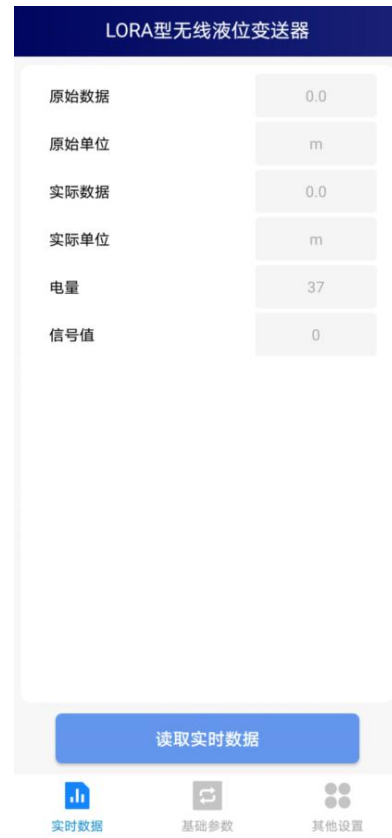 LORA型无线液位变送器
原始数据 0.0
原始单位 m
实际数据 0.0
实际单位 m
电量 37
信号值 0
读取实时数据
实时数据 基础参数 其他设置